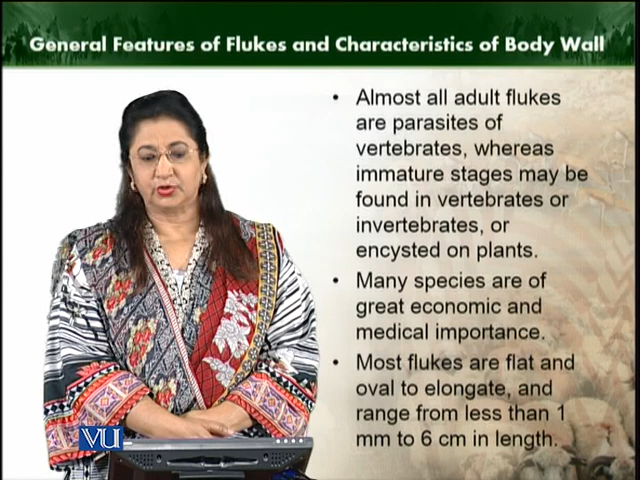 General Features of Flukes and Characteristics of Body Wall
• Almost all adult flukes
are parasites of
vertebrates, whereas
immature stages may be
found in vertebrates or
invertebrates, or
encysted on plants.
• Many species are of
great economic and
medical importance.
• Most flukes are flat and
oval to elongate, and
range from less than 1
mm to 6 cm in length.
VU